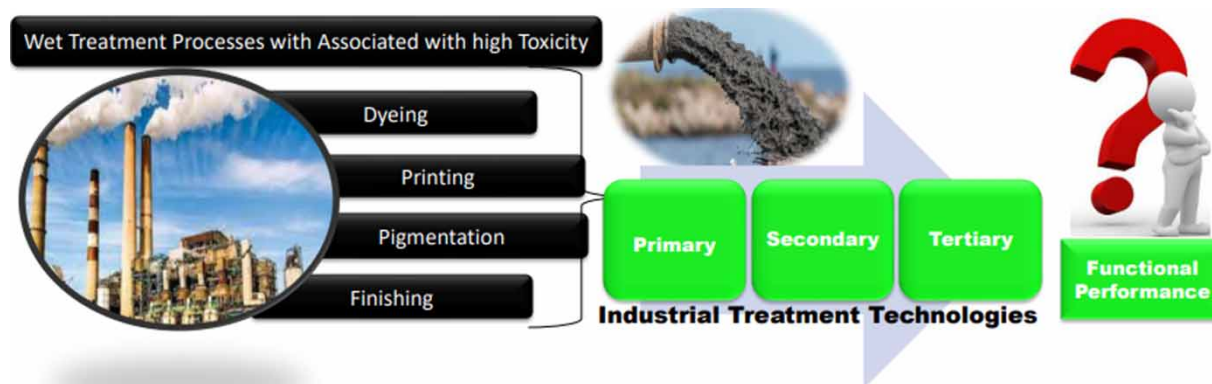 Wet Treatment Processes with Associated with high Toxicity
Dyeing
Printing
Pigmentation
Finishing
Primary
Secondary
Tertiary
Industrial Treatment Technologies
Functional
Performance